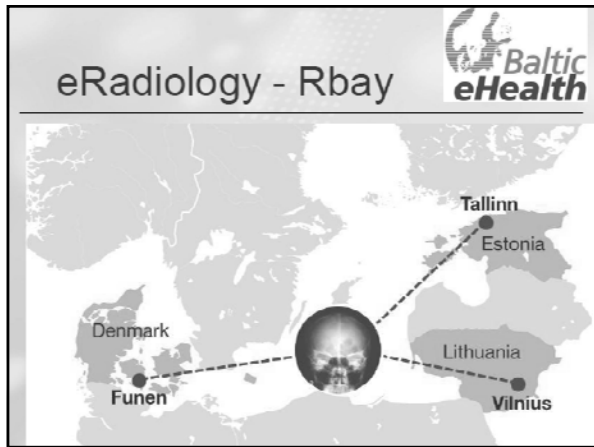 eRadiology - Rbay
Baltic
eHealth
Tallinn
Estonia
Denmark
Lithuania
Funen
Vilnius